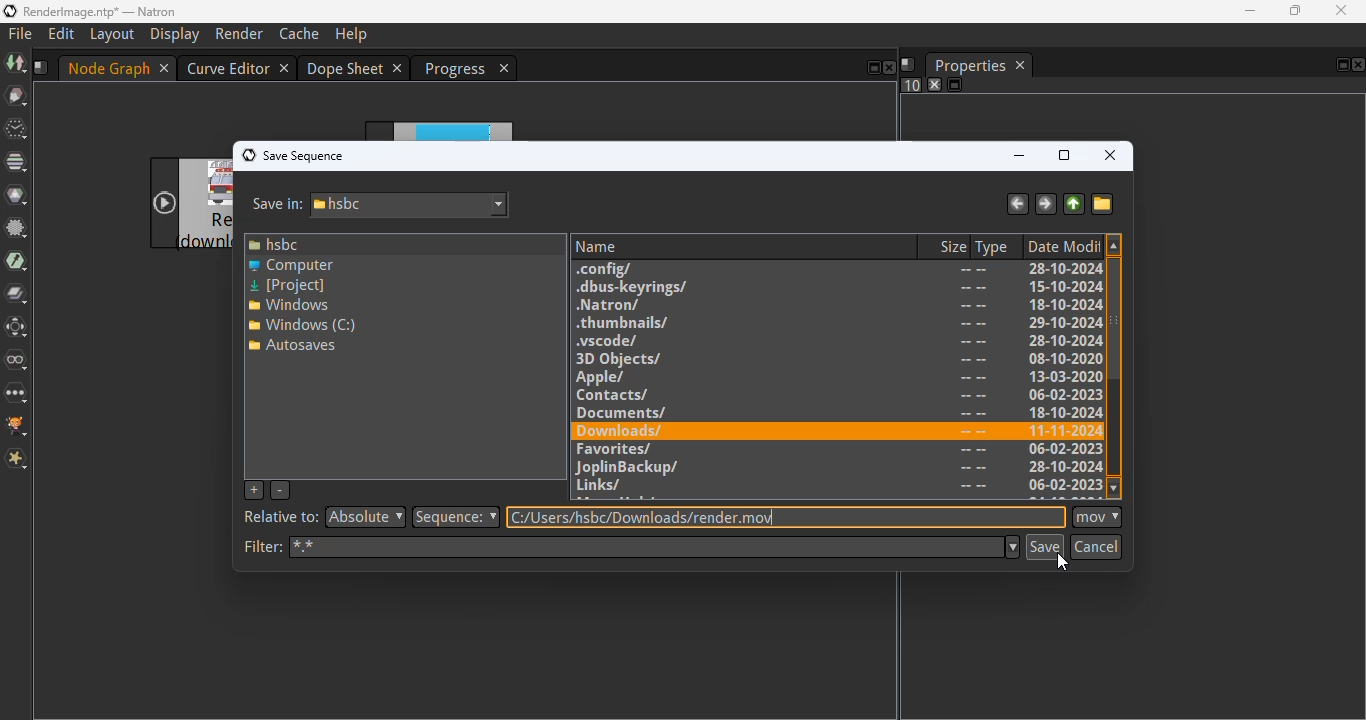 RenderImage.ntp* — Natron
File Edit Layout Display Render Cache Help
Node Graph Curve Editor Dope Sheet Progress
Properties
10
Re
(downl
Save Sequence
Save in: hsbc
hsbc
Computer
[Project]
Windows
Windows (C:)
Autosaves
+ -
Name Size Type Date Modif
.config/ -- -- 28-10-2024
.dbus-keyrings/ -- -- 15-10-2024
.Natron/ -- -- 18-10-2024
.thumbnails/ -- -- 29-10-2024
.vscode/ -- -- 28-10-2024
3D Objects/ -- -- 08-10-2020
Apple/ -- -- 13-03-2020
Contacts/ -- -- 06-02-2023
Documents/ -- -- 18-10-2024
Downloads/ -- -- 11-11-2024
Favorites/ -- -- 06-02-2023
JoplinBackup/ -- -- 28-10-2024
Links/ -- -- 06-02-2023
Relative to: Absolute Sequence: C:/Users/hsbc/Downloads/render.mov mov
Filter: *.* Save Cancel